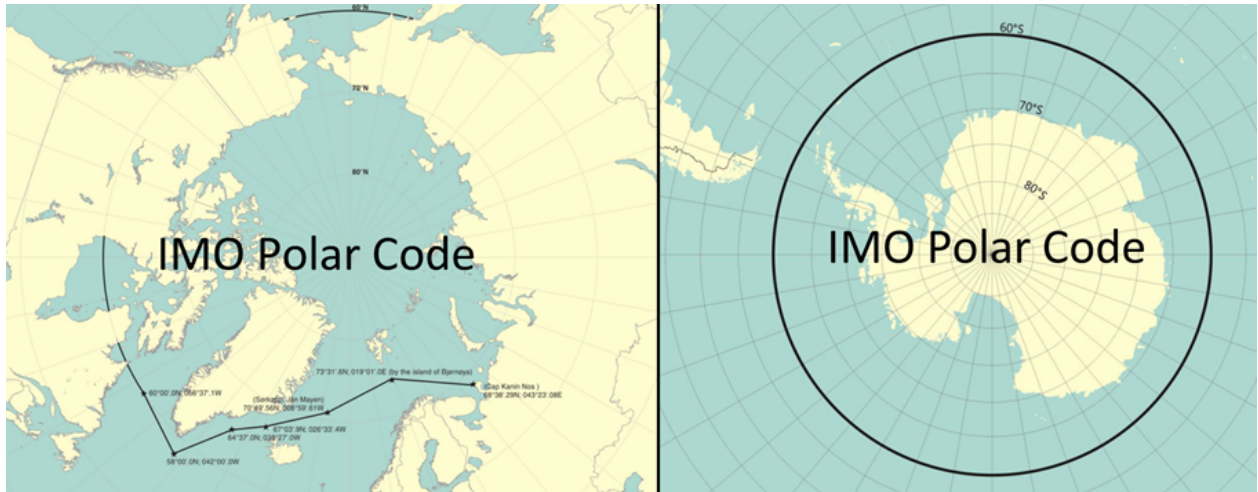 60°N
70°N
80°N
IMO Polar Code
73°31'.6N; 019°01'.0E (by the island of Bjørnøya)
(Cap Kanin Nos )
68°38'.29N; 043°23'.08E
60°00'.0N; 056°37'.1W
(Sørkapp, Jan Mayen)
70°49'.56N; 008°59'.61W
67°03'.9N; 026°33'.4W
64°37'.0N; 035°27'.0W
58°00'.0N; 042°00'.0W
60°S
70°S
80°S
IMO Polar Code